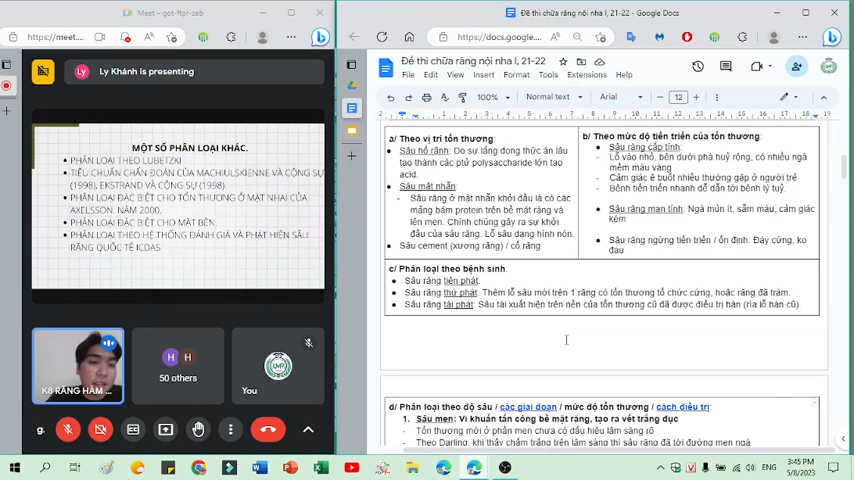 Meet – got-ftpr-zeb
https://meet....
Ly
Ly Khánh is presenting
MỘT SỐ PHÂN LOẠI KHÁC.
• PHÂN LOẠI THEO LUBETZKI
• TIÊU CHUẨN CHẨN ĐOÁN CỦA MACHIULSKIENE VÀ CỘNG SỰ
(1998), EKSTRAND VÀ CỘNG SỰ (1998).
• PHÂN LOẠI ĐẶC BIỆT CHO TỔN THƯƠNG Ở MẶT NHAI CỦA
AXELSSON. NĂM 2000.
• PHÂN LOẠI ĐẶC BIỆT CHO MẶT BÊN.
• PHÂN LOẠI THEO HỆ THỐNG ĐÁNH GIÁ VÀ PHÁT HIỆN SÂU
RĂNG QUỐC TẾ ICDAS
K8 RĂNG HÀM ...
H H
50 others
LMP
You
g.
Đề thi chữa răng nội nha I, 21-22 - Google Docs
https://docs.google....
Đề thi chữa răng nội nha I, 21-22
File Edit View Insert Format Tools Extensions Help
100% Normal text Arial 12
a/ Theo vị trí tổn thương:
● Sâu hố rãnh: Do sự lắng đọng thức ăn lâu
tạo thành các ptử polysaccharide lớn tạo
acid.
● Sâu mặt nhẵn:
- Sâu răng ở mặt nhẵn khởi đầu là có các
mảng bám protein trên bề mặt răng và
lên men. Chính chúng gây ra sự khởi
đầu của sâu răng. Lỗ sâu dạng hình nón.
● Sâu cement (xương răng) / cổ răng
b/ Theo mức độ tiến triển của tổn thương:
● Sâu răng cấp tính:
- Lỗ vào nhỏ, bên dưới phá huỷ rộng, có nhiều ngà
mềm màu vàng
- Cảm giác ê buốt nhiều thường gặp ở người trẻ
- Bệnh tiến triển nhanh dễ dẫn tới bệnh lý tuỷ.
● Sâu răng mạn tính: Ngà mủn ít, sẫm màu, cảm giác
kém
● Sâu răng ngừng tiến triển / ổn định: Đáy cứng, ko
đau
c/ Phân loại theo bệnh sinh:
● Sâu răng tiên phát.
● Sâu răng thứ phát: Thêm lỗ sâu mới trên 1 răng có tổn thương tổ chức cứng, hoặc răng đã trám.
● Sâu răng tái phát: Sâu tái xuất hiện trên nền của tổn thương cũ đã được điều trị hàn (rìa lỗ hàn cũ).
d/ Phân loại theo độ sâu / các giai đoạn / mức độ tổn thương / cách điều trị:
1. Sâu men: Vi khuẩn tấn công bề mặt răng, tạo ra vết trắng đục
- Tổn thương mới ở phần men chưa có dấu hiệu lâm sàng rõ
- Theo Darling, khi thấy chấm trắng trên lâm sàng thì sâu răng đã tới đường men ngà
ENG
3:45 PM
5/8/2023